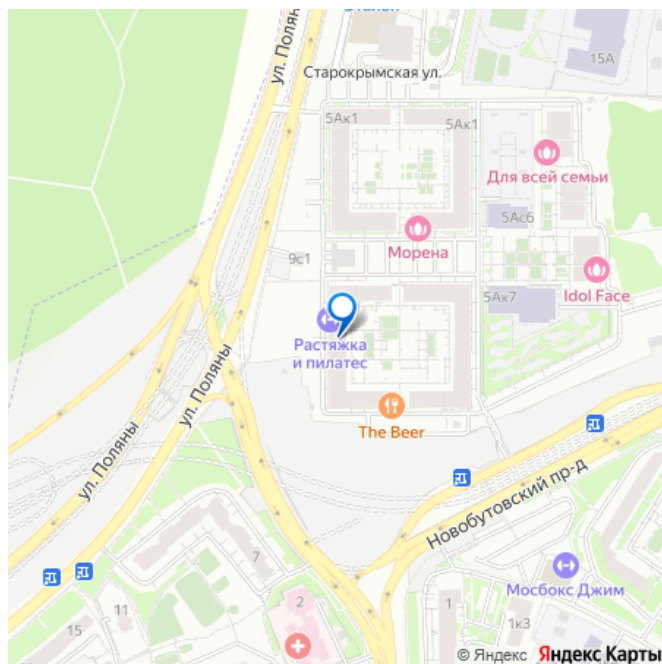 Эталон
15А
ул. Поляны
Старокрымская ул.
5Ак1
5Ак1
Для всей семьи
5Ас6
Морена
9с1
Idol Face
5Ак7
Растяжка
и пилатес
ул. Поляны
The Beer
ул. Поляны
Новобутовский пр-д
7
Мосбокс Джим
2
1
11
1к3
15
© Яндекс Яндекс Карты